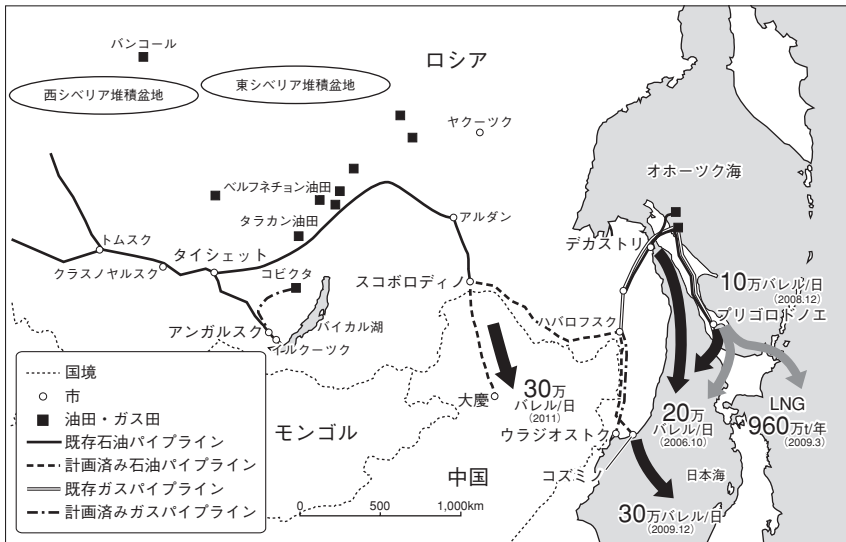 バンコール
西シベリア堆積盆地
東シベリア堆積盆地
ロシア
ヤクーツク
オホーツク海
ベルフネチョン油田
タラカン油田
アルダン
デカストリ
トムスク
タイシェット
クラスノヤルスク
コビクタ
スコボロディノ
10万バレル/日
(2008.12)
プリゴロドノエ
アンガルスク
バイカル湖
イルクーツク
ハバロフスク
国境
市
油田・ガス田
既存石油パイプライン
計画済み石油パイプライン
既存ガスパイプライン
計画済みガスパイプライン
モンゴル
大慶
30万
バレル/日
(2011)
中国
ウラジオストク
コズミノ
20万
バレル/日
(2006.10)
LNG
960万t/年
(2009.3)
日本海
30万バレル/日
(2009.12)
0 500 1,000km